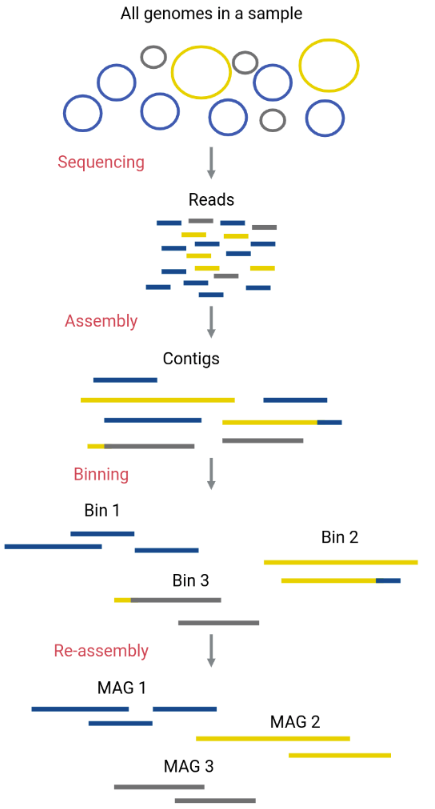 All genomes in a sample
Sequencing
Reads
Assembly
Contigs
Binning
Bin 1
Bin 2
Bin 3
Re-assembly
MAG 1
MAG 2
MAG 3